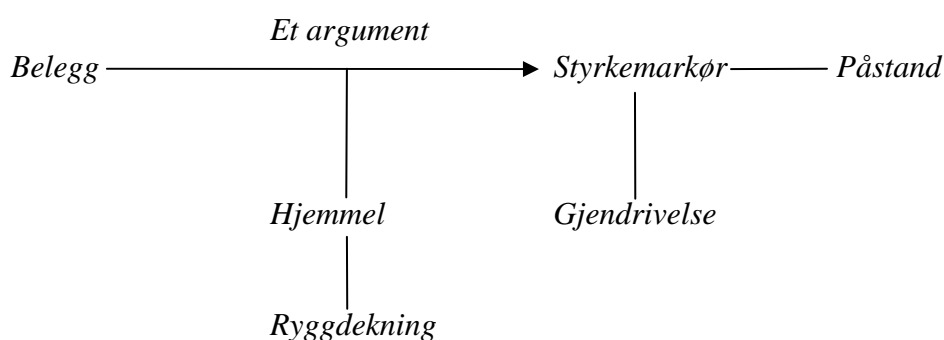 Et argument
Belegg Styrkemarkør Påstand
Hjemmel Gjendrivelse
Ryggdekning